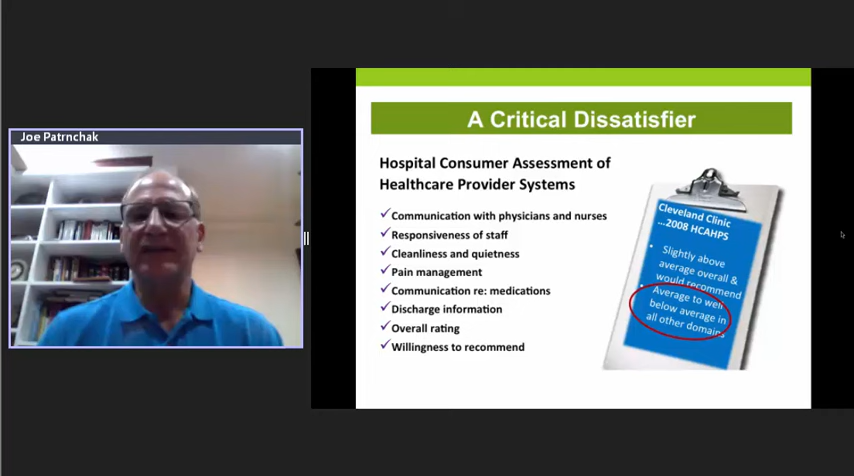 Joe Patrnchak
A Critical Dissatisfier
Hospital Consumer Assessment of
Healthcare Provider Systems
Communication with physicians and nurses
Responsiveness of staff
Cleanliness and quietness
Pain management
Communication re: medications
Discharge information
Overall rating
Willingness to recommend
Cleveland Clinic
...2008 HCAHPS
• Slightly above
average overall &
would recommend
• Average to well
below average in
all other domains